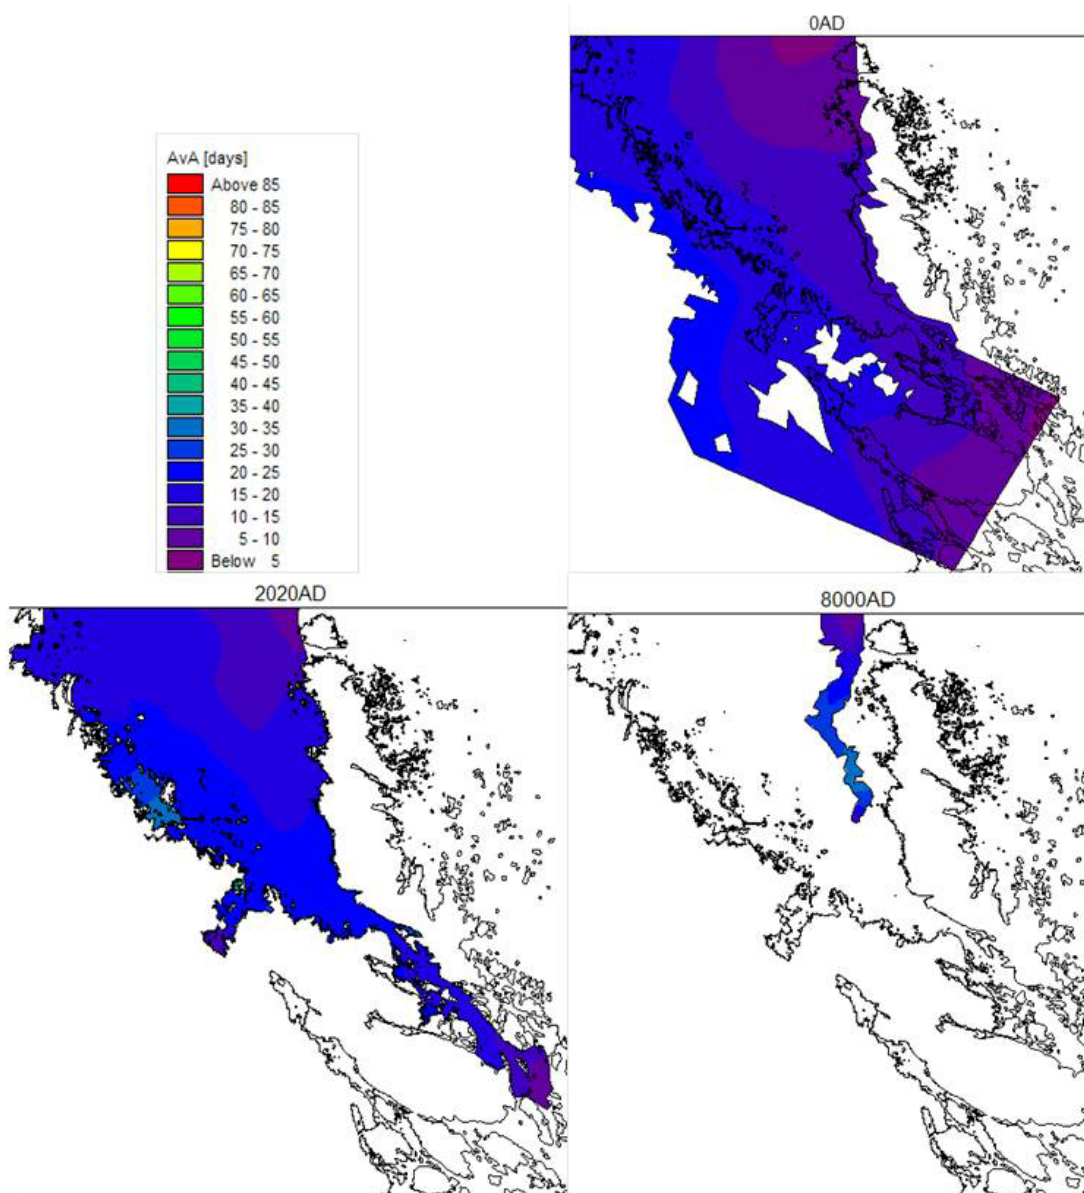 0AD
AvA [days]
Above 85
80 - 85
75 - 80
70 - 75
65 - 70
60 - 65
55 - 60
50 - 55
45 - 50
40 - 45
35 - 40
30 - 35
25 - 30
20 - 25
15 - 20
10 - 15
5 - 10
Below 5
2020AD
8000AD